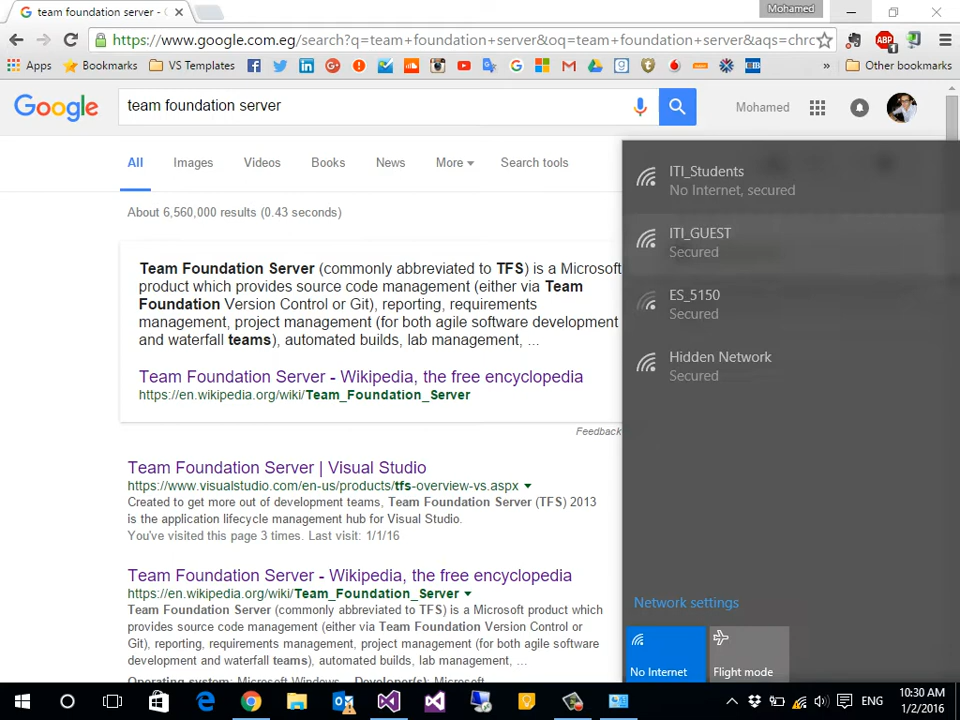 team foundation server - G
Mohamed
https://www.google.com.eg/search?q=team+foundation+server&oq=team+foundation+server&aqs=chrc
ABP
1
Apps
Bookmarks
VS Templates
»
Other bookmarks
Google
team foundation server
Mohamed
All
Images
Videos
Books
News
More
Search tools
About 6,560,000 results (0.43 seconds)
Team Foundation Server (commonly abbreviated to TFS) is a Microsoft
product which provides source code management (either via Team
Foundation Version Control or Git), reporting, requirements
management, project management (for both agile software development
and waterfall teams), automated builds, lab management, ...
Team Foundation Server - Wikipedia, the free encyclopedia
https://en.wikipedia.org/wiki/Team_Foundation_Server
Feedback
Team Foundation Server | Visual Studio
https://www.visualstudio.com/en-us/products/tfs-overview-vs.aspx
Created to get more out of development teams, Team Foundation Server (TFS) 2013
is the application lifecycle management hub for Visual Studio.
You've visited this page 3 times. Last visit: 1/1/16
Team Foundation Server - Wikipedia, the free encyclopedia
https://en.wikipedia.org/wiki/Team_Foundation_Server
Team Foundation Server (commonly abbreviated to TFS) is a Microsoft product which
provides source code management (either via Team Foundation Version Control or
Git), reporting, requirements management, project management (for both agile software
development and waterfall teams), automated builds, lab management, testing and
release ...
Operating system: Microsoft Windows Developer(s): Microsoft
ITI_Students
No Internet, secured
ITI_GUEST
Secured
ES_5150
Secured
Hidden Network
Secured
Network settings
No Internet
Flight mode
ENG
10:30 AM
1/2/2016